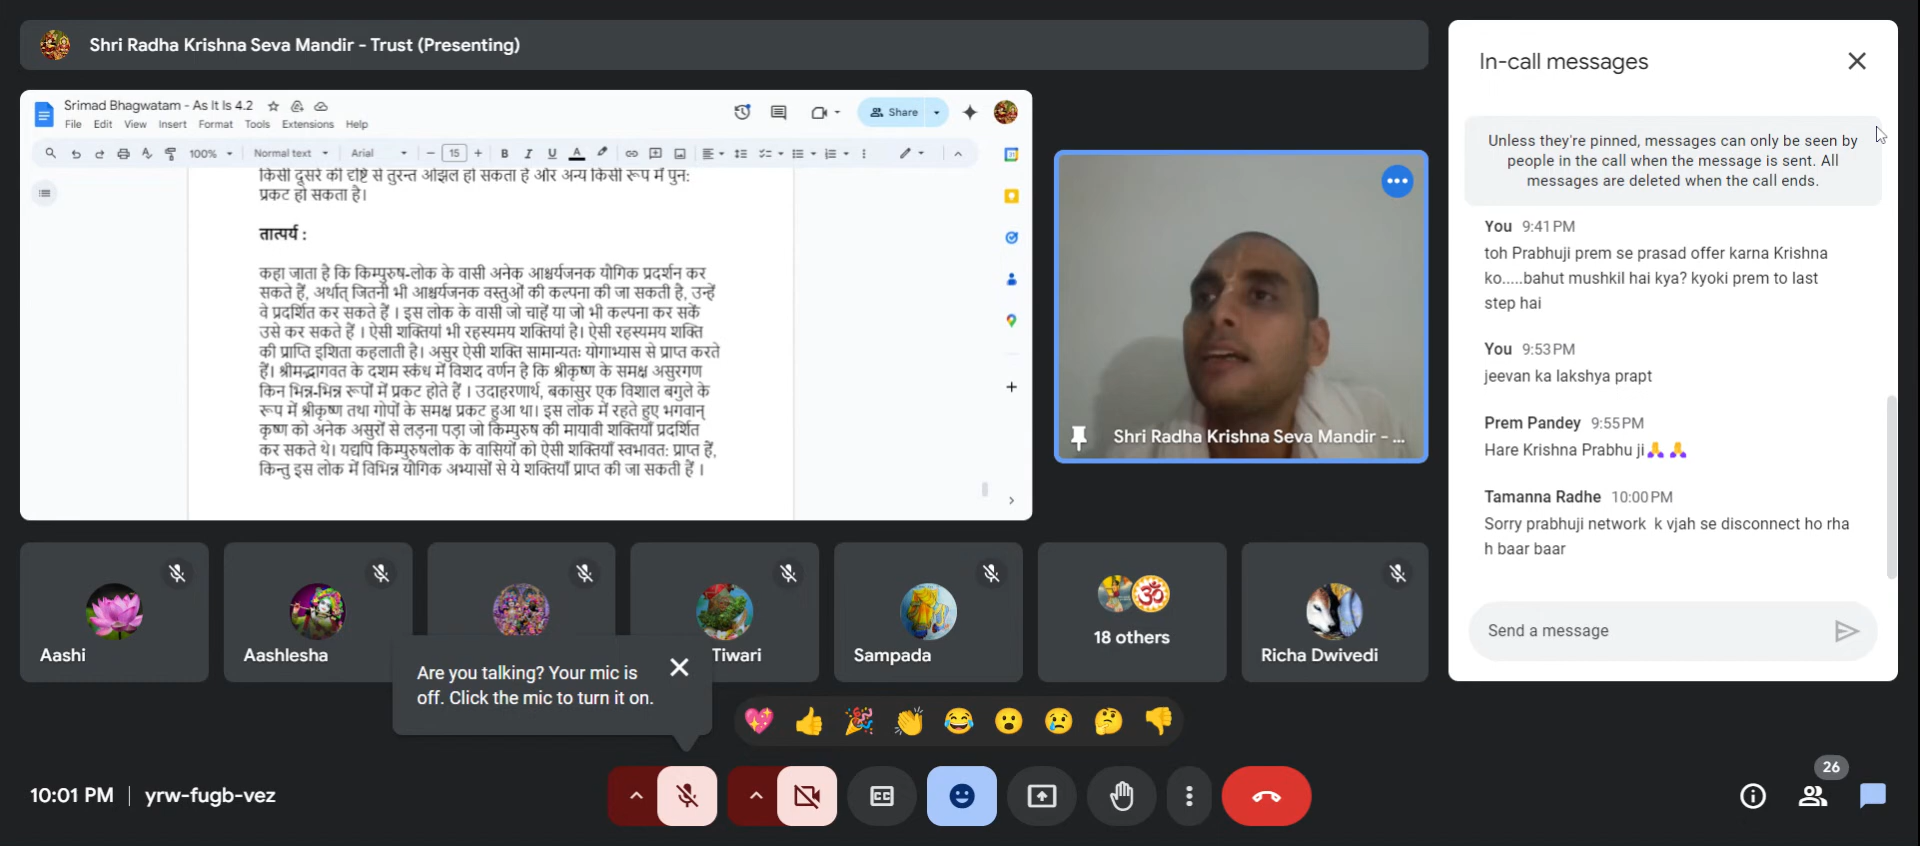 Shri Radha Krishna Seva Mandir - Trust (Presenting)
Srimad Bhagwatam - As It Is 4.2
File Edit View Insert Format Tools Extensions Help
Share
100% Normal text Arial 15
किसी दुसरे की दृष्टि से तुरन्त ओझल हो सकता है और अन्य किसी रूप में पुन:
प्रकट हो सकता है।
तात्पर्य :
कहा जाता है कि किम्पुरुष-लोक के वासी अनेक आश्चर्यजनक यौगिक प्रदर्शन कर
सकते हैं, अर्थात् जितनी भी आश्चर्यजनक वस्तुओं की कल्पना की जा सकती है, उन्हें
वे प्रदर्शित कर सकते हैं । इस लोक के वासी जो चाहें या जो भी कल्पना कर सकें
उसे कर सकते हैं । ऐसी शक्तियां भी रहस्यमय शक्तियां है। ऐसी रहस्यमय शक्ति
की प्राप्ति इशिता कहलाती है। असुर ऐसी शक्ति सामान्यतः योगाभ्यास से प्राप्त करते
हैं। श्रीमद्भागवत के दशम स्कंध में विशद वर्णन है कि श्रीकृष्ण के समक्ष असुरगण
किन भिन्न-भिन्न रूपों में प्रकट होते हैं । उदाहरणार्थ, बकासुर एक विशाल बगुले के
रूप में श्रीकृष्ण तथा गोपों के समक्ष प्रकट हुआ था। इस लोक में रहते हुए भगवान्
कृष्ण को अनेक असुरों से लड़ना पड़ा जो किम्पुरुष की मायावी शक्तियाँ प्रदर्शित
कर सकते थे। यद्यपि किम्पुरुषलोक के वासियों को ऐसी शक्तियाँ स्वभावत: प्राप्त हैं,
किन्तु इस लोक में विभिन्न यौगिक अभ्यासों से ये शक्तियाँ प्राप्त की जा सकती हैं ।
Shri Radha Krishna Seva Mandir - ...
Aashi
Aashlesha
Tiwari
Sampada
18 others
Richa Dwivedi
Are you talking? Your mic is
off. Click the mic to turn it on.
10:01 PM | yrw-fugb-vez
26
In-call messages
Unless they're pinned, messages can only be seen by
people in the call when the message is sent. All
messages are deleted when the call ends.
You 9:41 PM
toh Prabhuji prem se prasad offer karna Krishna
ko.....bahut mushkil hai kya? kyoki prem to last
step hai
You 9:53 PM
jeevan ka lakshya prapt
Prem Pandey 9:55 PM
Hare Krishna Prabhu ji🙏🙏
Tamanna Radhe 10:00 PM
Sorry prabhuji network k vjah se disconnect ho rha
h baar baar
Send a message